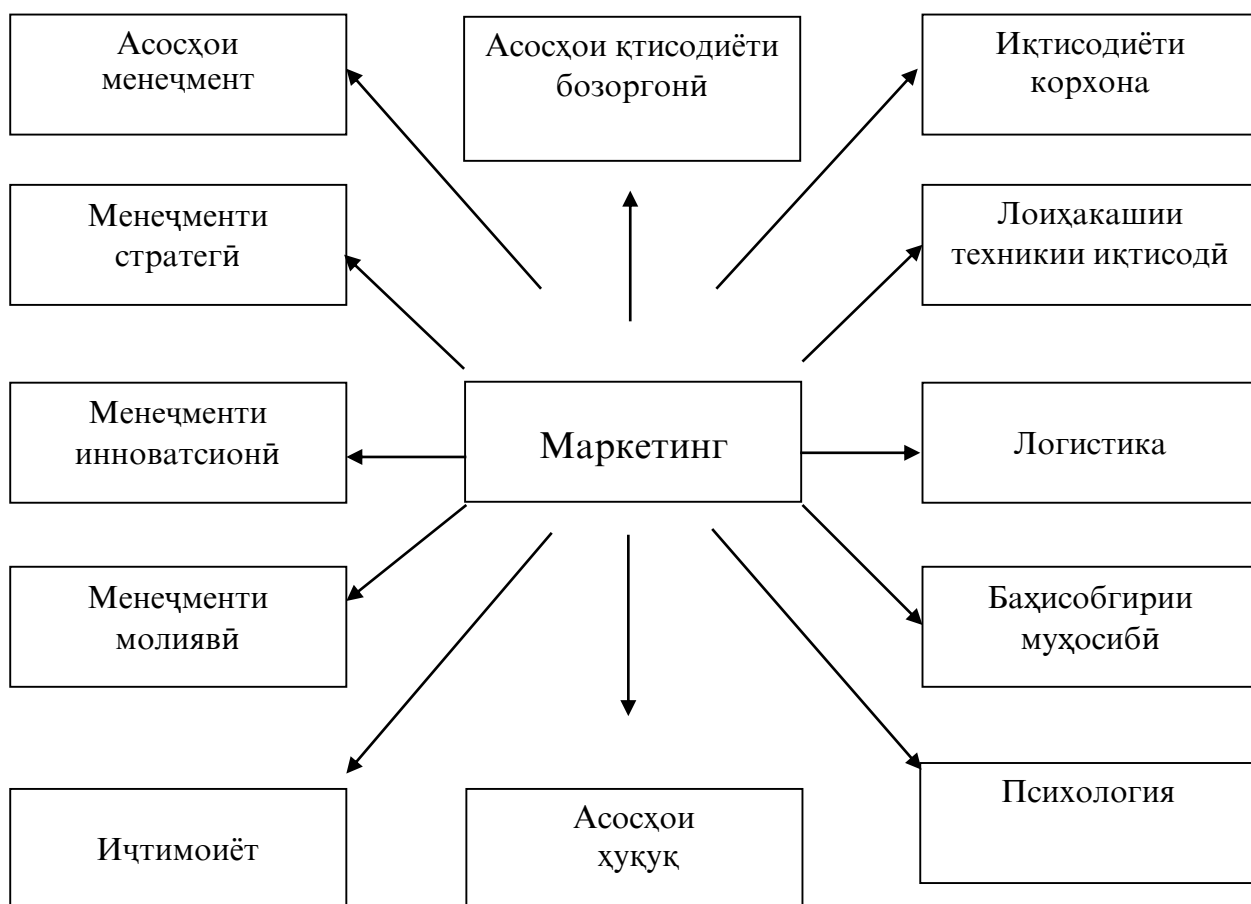 Асосҳои
менеҷмент
Асосҳои қтисодиёти
бозоргонӣ
Иқтисодиёти
корхона
Менеҷменти
стратегӣ
Лоиҳакашии
техникии иқтисодӣ
Менеҷменти
инноватсионӣ
Маркетинг
Логистика
Менеҷменти
молиявӣ
Баҳисобгирии
муҳосибӣ
Иҷтимоиёт
Асосҳои
ҳуқуқ
Психология